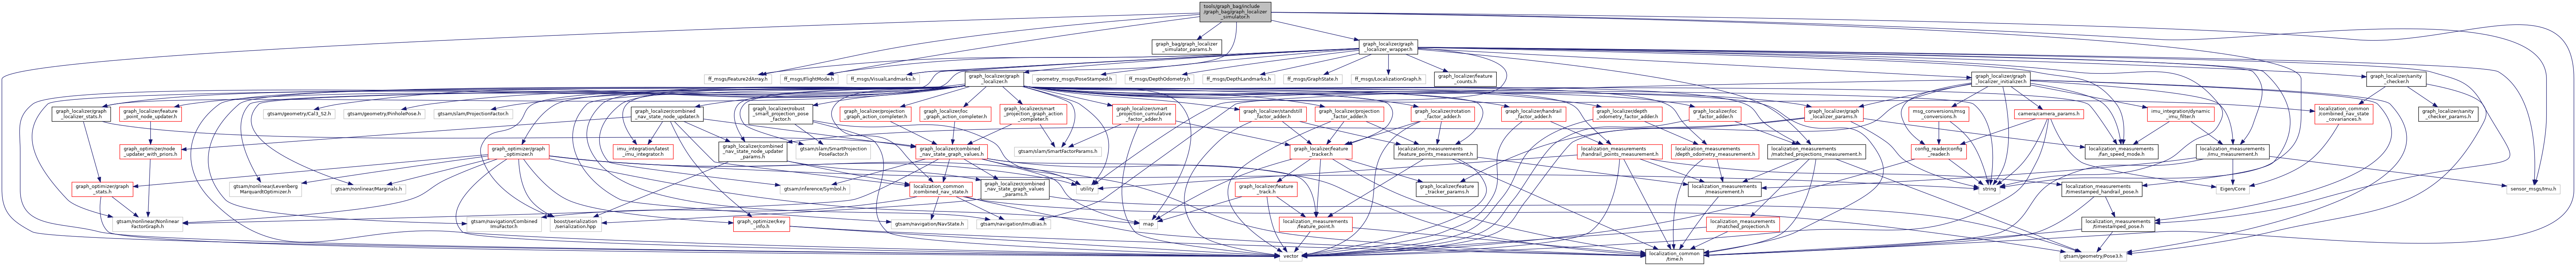 tools/graph_bag/include
/graph_bag/graph_localizer
_simulator.h
graph_bag/graph_localizer
_simulator_params.h
graph_localizer/graph
_localizer_wrapper.h
ff_msgs/Feature2dArray.h
ff_msgs/FlightMode.h
ff_msgs/VisualLandmarks.h
graph_localizer/graph
_localizer.h
geometry_msgs/PoseStamped.h
ff_msgs/DepthOdometry.h
ff_msgs/DepthLandmarks.h
ff_msgs/GraphState.h
ff_msgs/LocalizationGraph.h
graph_localizer/feature
_counts.h
graph_localizer/graph
_localizer_initializer.h
graph_localizer/sanity
_checker.h
graph_localizer/graph
_localizer_stats.h
graph_localizer/feature
_point_node_updater.h
gtsam/geometry/Cal3_S2.h
gtsam/geometry/PinholePose.h
gtsam/slam/ProjectionFactor.h
graph_localizer/combined
_nav_state_node_updater.h
graph_localizer/robust
_smart_projection_pose
_factor.h
graph_localizer/projection
_graph_action_completer.h
graph_localizer/loc
_graph_action_completer.h
graph_localizer/smart
_projection_graph_action
_completer.h
graph_localizer/smart
_projection_cumulative
_factor_adder.h
graph_localizer/standstill
_factor_adder.h
graph_localizer/projection
_factor_adder.h
graph_localizer/rotation
_factor_adder.h
graph_localizer/handrail
_factor_adder.h
graph_localizer/depth
_odometry_factor_adder.h
graph_localizer/loc
_factor_adder.h
graph_localizer/graph
_localizer_params.h
msg_conversions/msg
_conversions.h
camera/camera_params.h
imu_integration/dynamic
_imu_filter.h
localization_common
/combined_nav_state
_covariances.h
graph_localizer/sanity
_checker_params.h
graph_optimizer/node
_updater_with_priors.h
graph_optimizer/graph
_optimizer.h
imu_integration/latest
_imu_integrator.h
graph_localizer/combined
_nav_state_node_updater
_params.h
gtsam/slam/SmartProjection
PoseFactor.h
graph_localizer/combined
_nav_state_graph_values.h
gtsam/slam/SmartFactorParams.h
graph_localizer/feature
_tracker.h
localization_measurements
/feature_points_measurement.h
localization_measurements
/handrail_points_measurement.h
localization_measurements
/depth_odometry_measurement.h
localization_measurements
/matched_projections_measurement.h
config_reader/config
_reader.h
localization_measurements
/fan_speed_mode.h
localization_measurements
/imu_measurement.h
graph_optimizer/graph
_stats.h
gtsam/nonlinear/Levenberg
MarquardtOptimizer.h
gtsam/nonlinear/Marginals.h
gtsam/inference/Symbol.h
localization_common
/combined_nav_state.h
graph_localizer/combined
_nav_state_graph_values
_params.h
utility
graph_localizer/feature
_track.h
graph_localizer/feature
_tracker_params.h
localization_measurements
/measurement.h
string
localization_measurements
/timestamped_handrail_pose.h
Eigen/Core
sensor_msgs/Imu.h
gtsam/nonlinear/Nonlinear
FactorGraph.h
gtsam/navigation/Combined
ImuFactor.h
boost/serialization
/serialization.hpp
graph_optimizer/key
_info.h
gtsam/navigation/NavState.h
gtsam/navigation/ImuBias.h
map
localization_measurements
/feature_point.h
localization_measurements
/matched_projection.h
localization_measurements
/timestamped_pose.h
vector
localization_common
/time.h
gtsam/geometry/Pose3.h